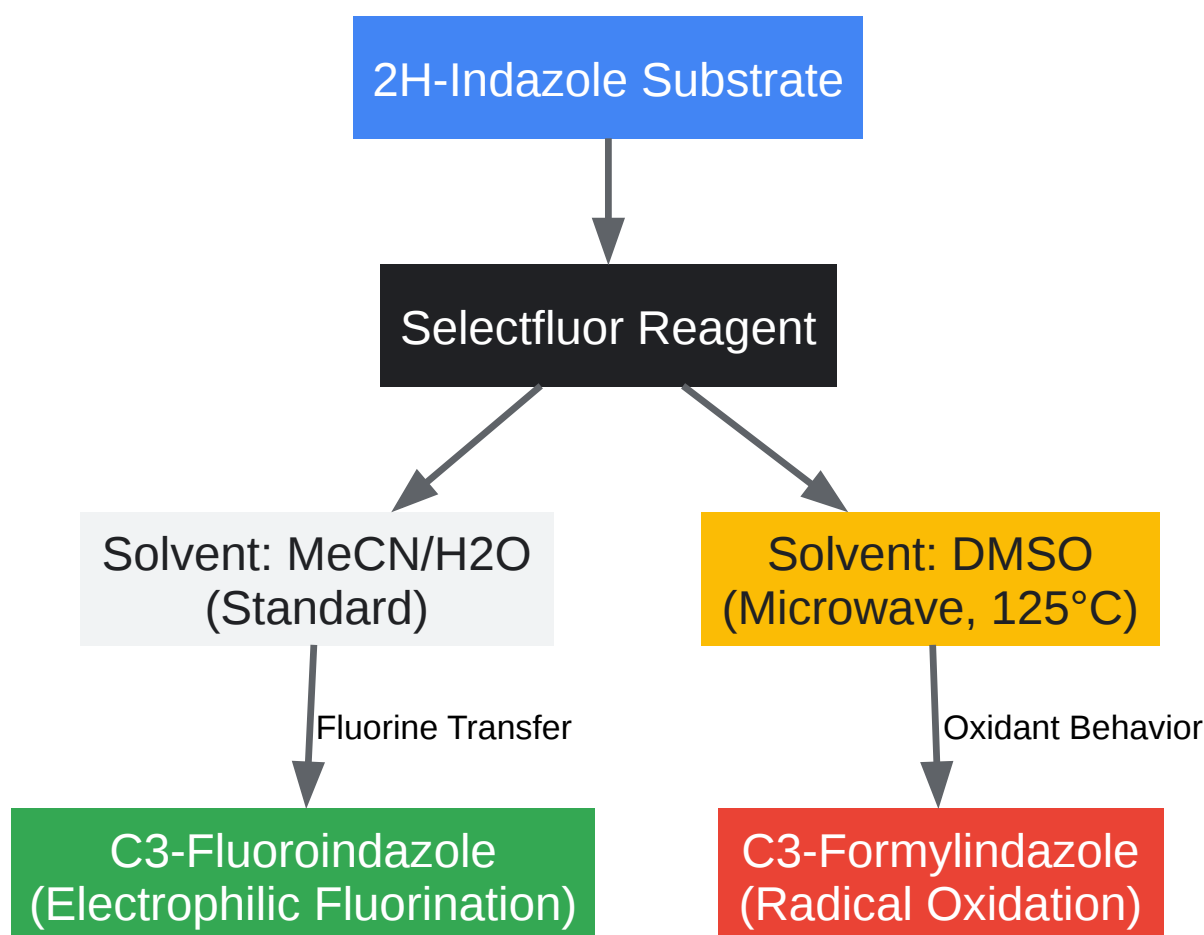 2H-Indazole Substrate
Selectfluor Reagent
Solvent: MeCN/H2O
(Standard)
Solvent: DMSO
(Microwave, 125°C)
Fluorine Transfer
Oxidant Behavior
C3-Fluoroindazole
(Electrophilic Fluorination)
C3-Formylindazole
(Radical Oxidation)